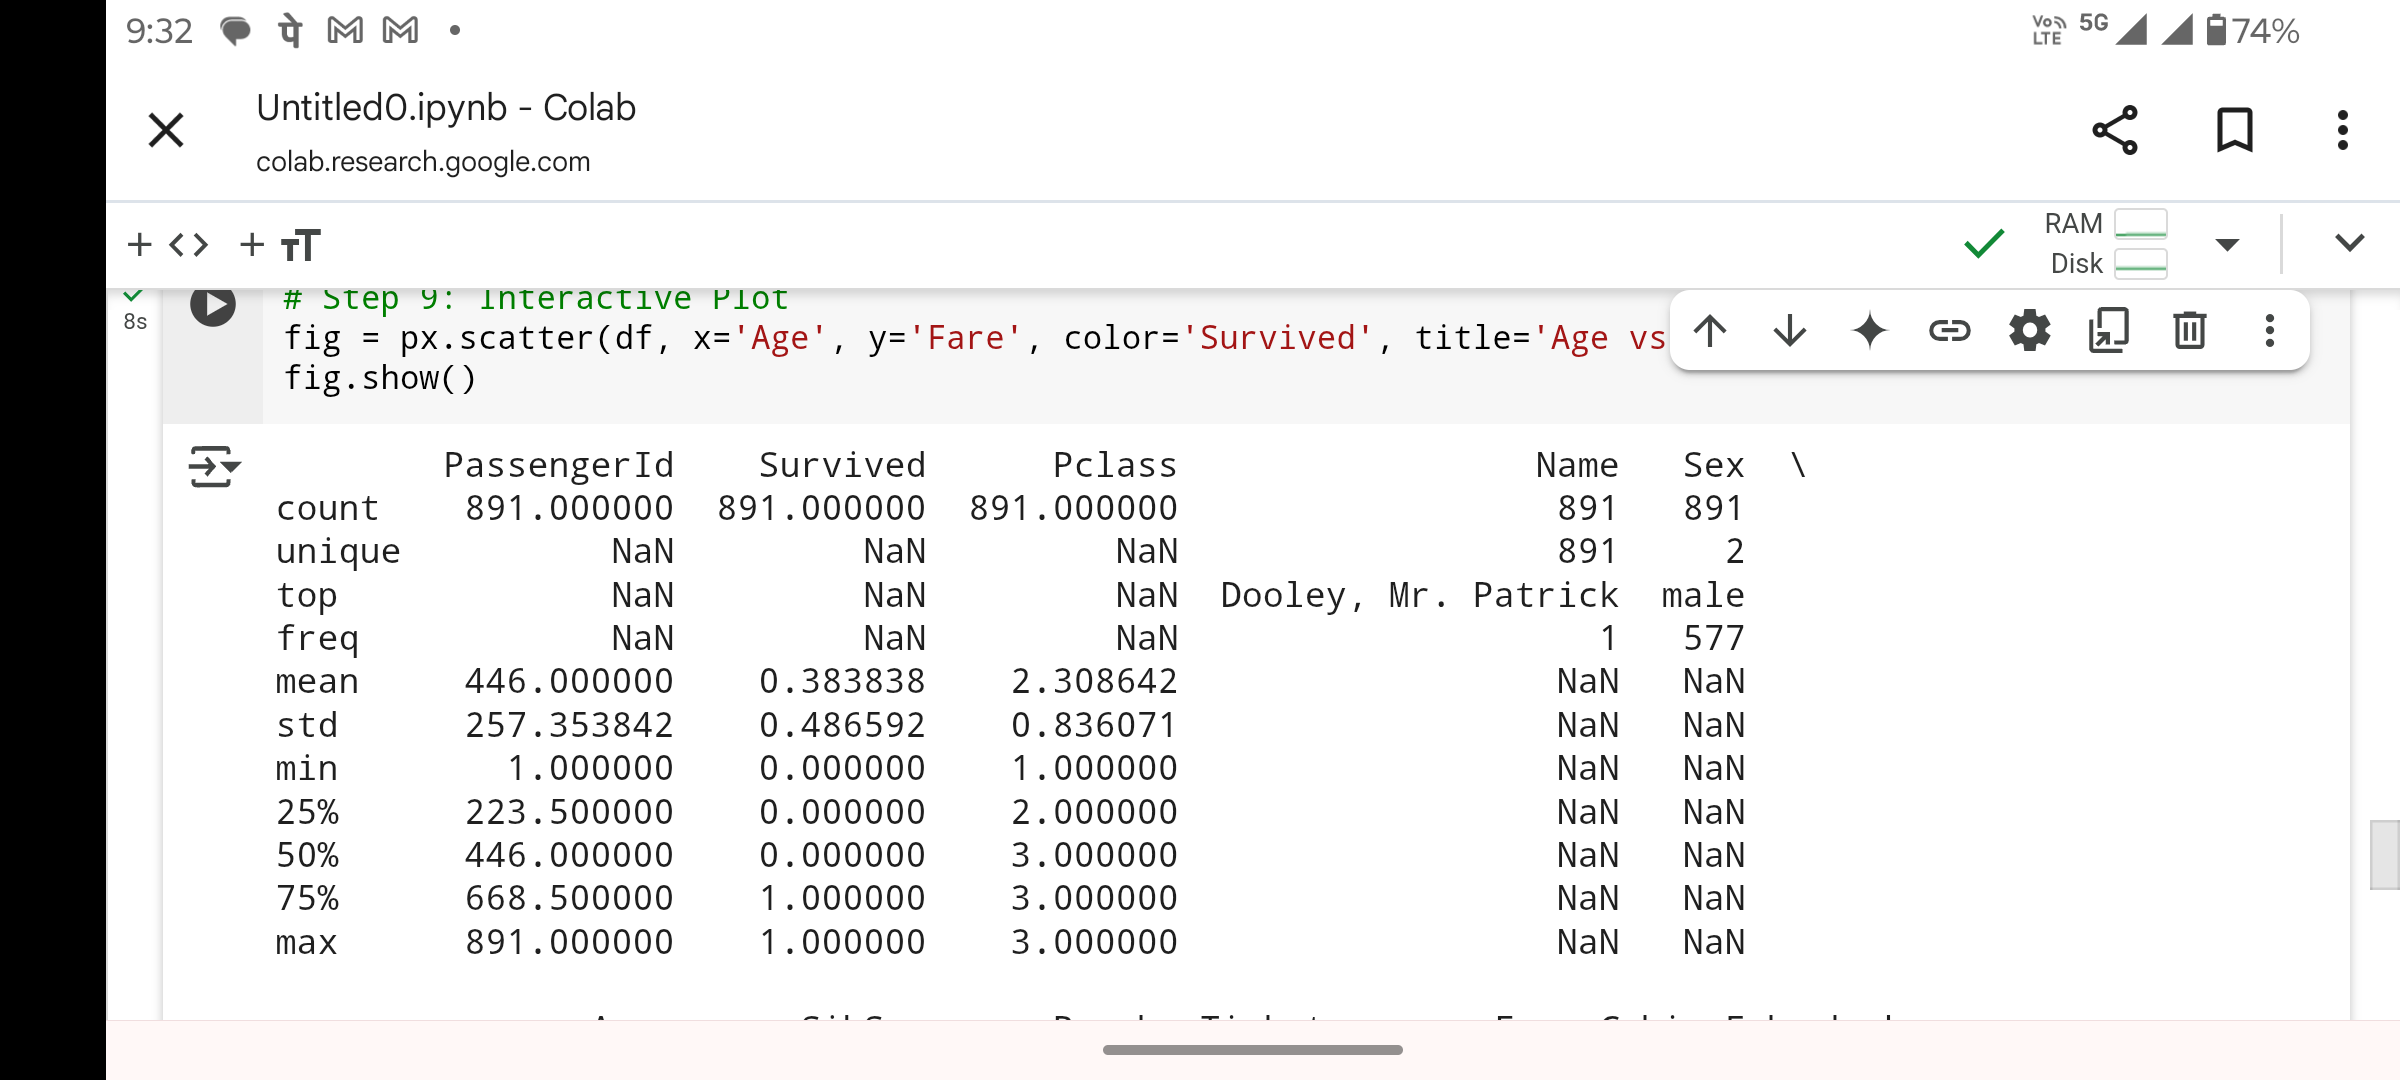 9:32 पे VoLTE 5G 74%
Untitled0.ipynb - Colab
colab.research.google.com
+ <> + TT RAM
Disk
8s
# Step 9: Interactive Plot
fig = px.scatter(df, x='Age', y='Fare', color='Survived', title='Age vs
fig.show()
PassengerId Survived Pclass Name Sex \
count 891.000000 891.000000 891.000000 891 891
unique NaN NaN NaN 891 2
top NaN NaN NaN Dooley, Mr. Patrick male
freq NaN NaN NaN 1 577
mean 446.000000 0.383838 2.308642 NaN NaN
std 257.353842 0.486592 0.836071 NaN NaN
min 1.000000 0.000000 1.000000 NaN NaN
25% 223.500000 0.000000 2.000000 NaN NaN
50% 446.000000 0.000000 3.000000 NaN NaN
75% 668.500000 1.000000 3.000000 NaN NaN
max 891.000000 1.000000 3.000000 NaN NaN